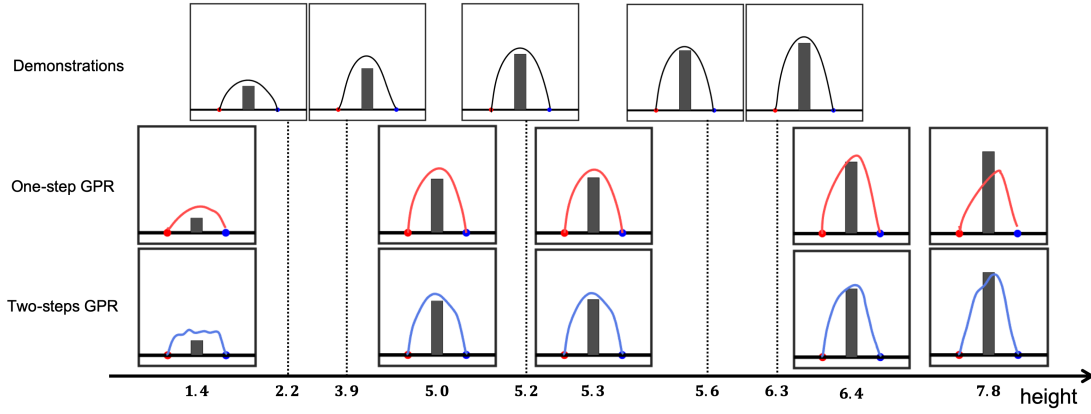 Demonstrations
One-step GPR
Two-steps GPR
1.4 2.2 3.9 5.0 5.2 5.3 5.6 6.3 6.4 7.8
height